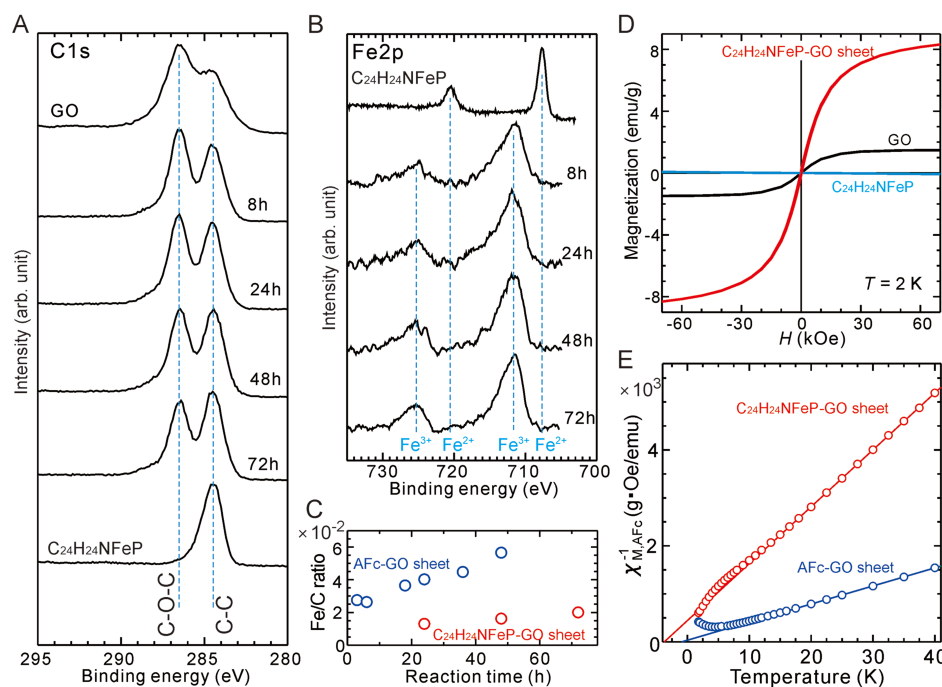 A
C1s
GO
8h
24h
48h
72h
C₂₄H₂₄NFeP
C-O-C
C-C
Intensity (arb. unit)
295 290 285 280
Binding energy (eV)
B
Fe2p
C₂₄H₂₄NFeP
8h
24h
48h
72h
Fe³⁺ Fe²⁺ Fe³⁺ Fe²⁺
Intensity (arb. unit)
730 720 710 700
Binding energy (eV)
C
×10⁻²
6
4
2
0
Fe/C ratio
AFc-GO sheet
C₂₄H₂₄NFeP-GO sheet
0 20 40 60 80
Reaction time (h)
D
C₂₄H₂₄NFeP-GO sheet
GO
C₂₄H₂₄NFeP
T = 2 K
8
4
0
-4
-8
Magnetization (emu/g)
-60 -30 0 30 60
H (kOe)
E
×10³
6
4
2
0
χ⁻¹M,AFc (g•Oe/emu)
C₂₄H₂₄NFeP-GO sheet
AFc-GO sheet
0 10 20 30 40
Temperature (K)